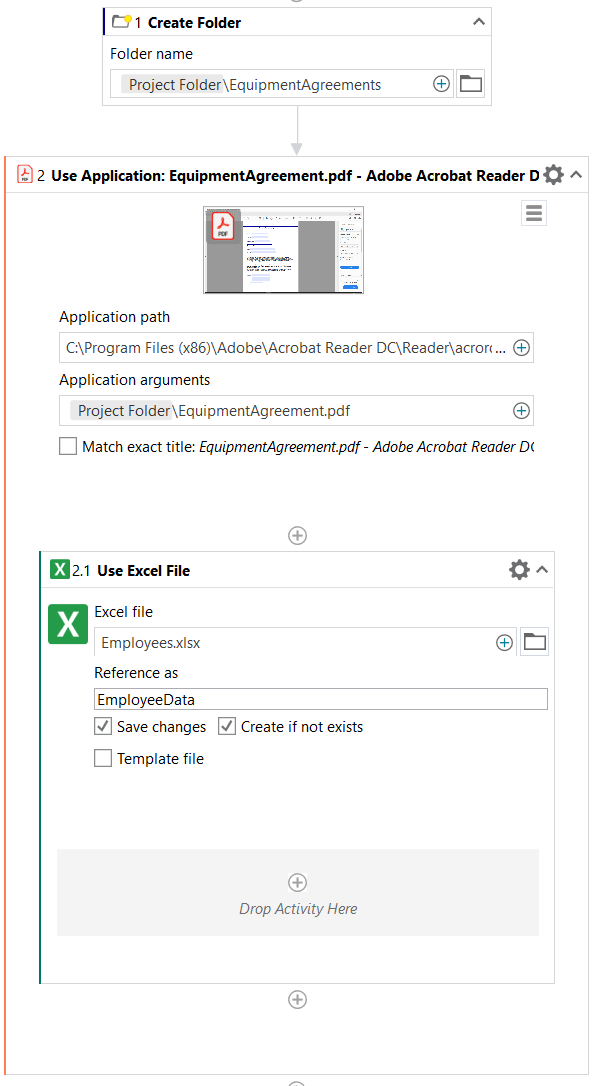 1 Create Folder
Folder name
Project Folder\EquipmentAgreements
2 Use Application: EquipmentAgreement.pdf - Adobe Acrobat Reader D
PDF
Application path
C:\Program Files (x86)\Adobe\Acrobat Reader DC\Reader\acrorc ...
Application arguments
Project Folder\EquipmentAgreement.pdf
Match exact title: EquipmentAgreement.pdf - Adobe Acrobat Reader DC
2.1 Use Excel File
Excel file
Employees.xlsx
Reference as
EmployeeData
Save changes Create if not exists
Template file
Drop Activity Here